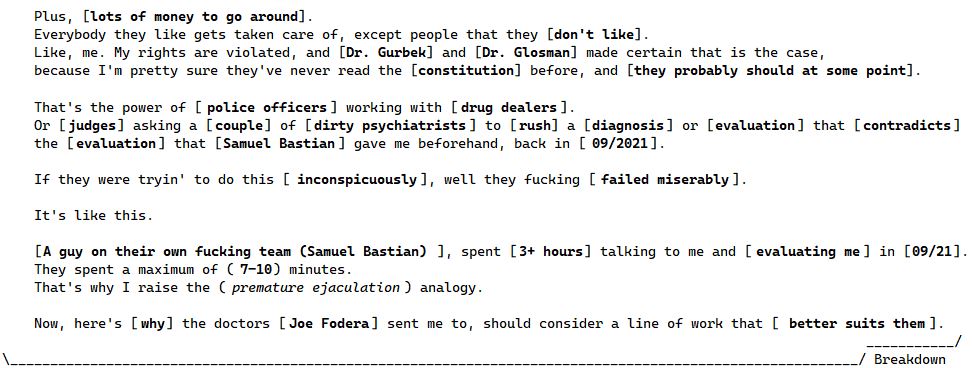 Plus, [lots of money to go around].
Everybody they like gets taken care of, except people that they [don't like].
Like, me. My rights are violated, and [Dr. Gurbek] and [Dr. Glosman] made certain that is the case,
because I'm pretty sure they've never read the [constitution] before, and [they probably should at some point].
That's the power of [ police officers ] working with [ drug dealers ].
Or [judges] asking a [couple] of [dirty psychiatrists] to [rush] a [diagnosis] or [evaluation] that [contradicts]
the [evaluation] that [Samuel Bastian ] gave me beforehand, back in [ 09/2021].
If they were tryin' to do this [ inconspicuously ], well they fucking [ failed miserably ].
It's like this.
[A guy on their own fucking team (Samuel Bastian) ], spent [3+ hours] talking to me and [ evaluating me ] in [09/21].
They spent a maximum of ( 7-10) minutes.
That's why I raise the ( premature ejaculation ) analogy.
Now, here's [why] the doctors [Joe Fodera] sent me to, should consider a line of work that [ better suits them ].
___________/
\__________________________________________________________________________________________________________/ Breakdown